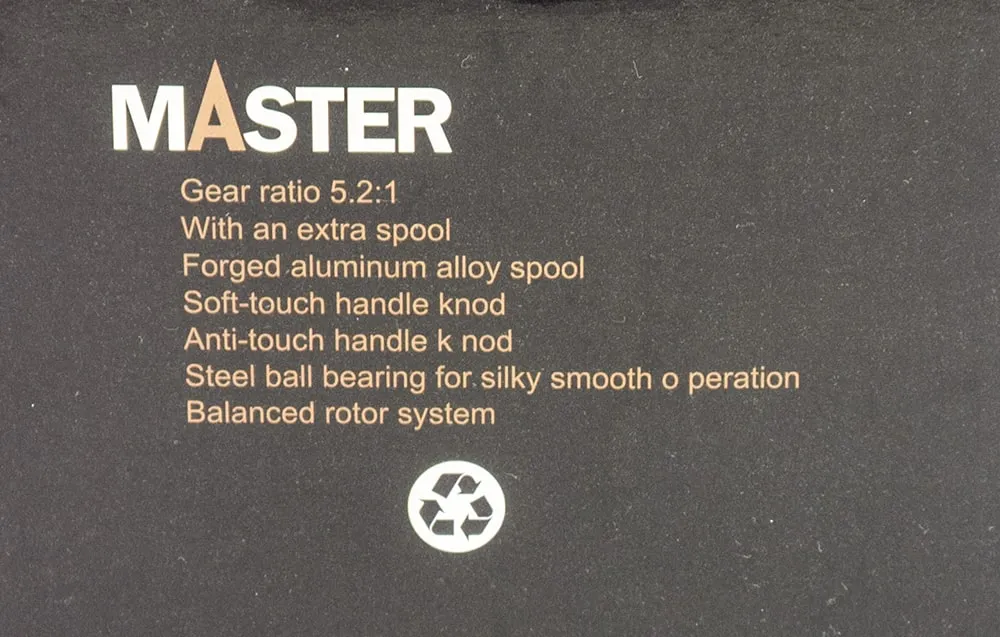 MASTER
Gear ratio 5.2:1
With an extra spool
Forged aluminum alloy spool
Soft-touch handle knod
Anti-touch handle k nod
Steel ball bearing for silky smooth o peration
Balanced rotor system